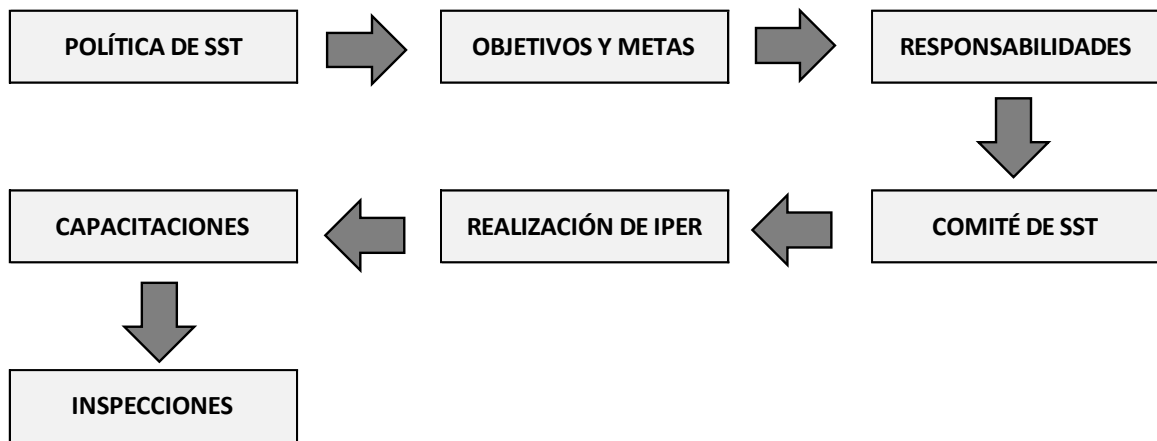 POLÍTICA DE SST
OBJETIVOS Y METAS
RESPONSABILIDADES
COMITÉ DE SST
REALIZACIÓN DE IPER
CAPACITACIONES
INSPECCIONES